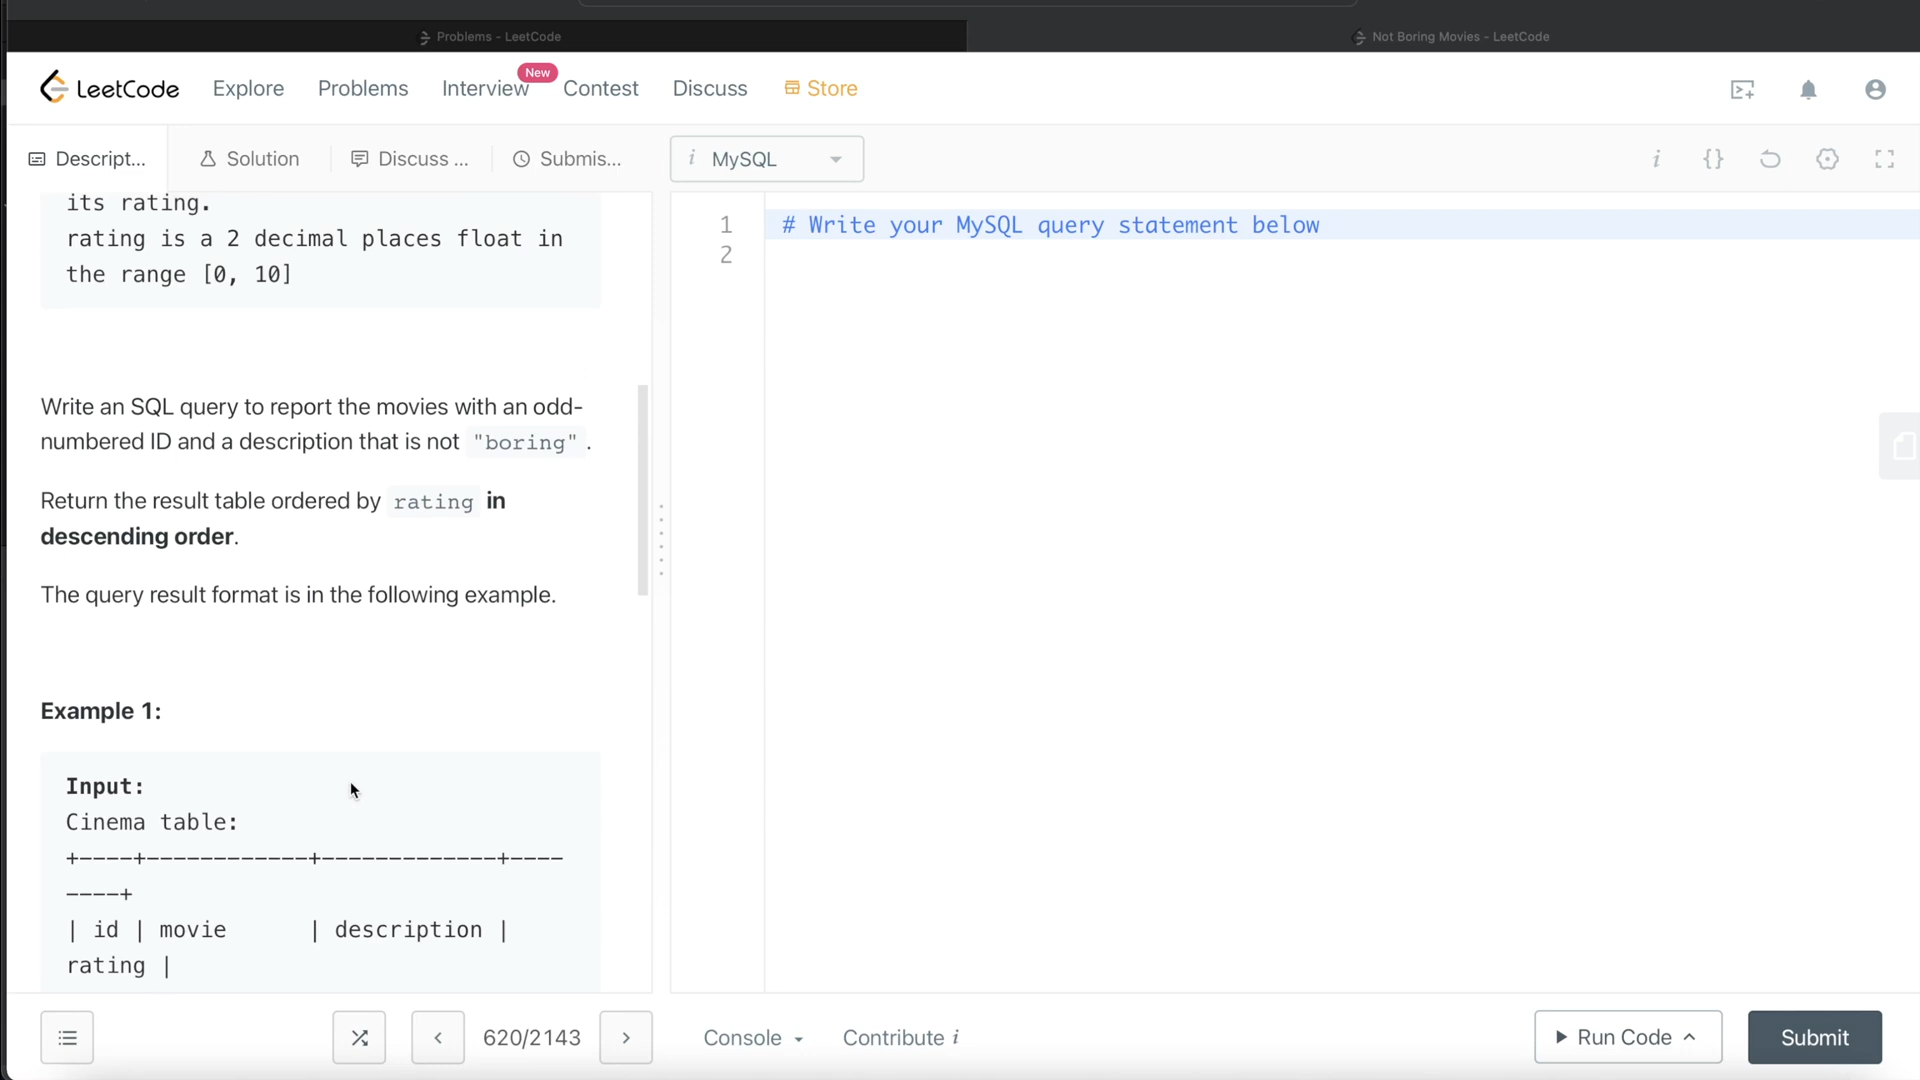 Problems - LeetCode
Not Boring Movies - LeetCode
LeetCode
Explore
Problems
Interview
New
Contest
Discuss
Store
Descript...
Solution
Discuss ...
Submis...
i MySQL
i
{}
its rating.
rating is a 2 decimal places float in
the range [0, 10]
Write an SQL query to report the movies with an odd-
numbered ID and a description that is not "boring".
Return the result table ordered by rating in
descending order.
The query result format is in the following example.
Example 1:
Input:
Cinema table:
+----+------------+-------------+----
----+
| id | movie      | description |
rating |
1 # Write your MySQL query statement below
2
620/2143
Console
Contribute i
Run Code
Submit